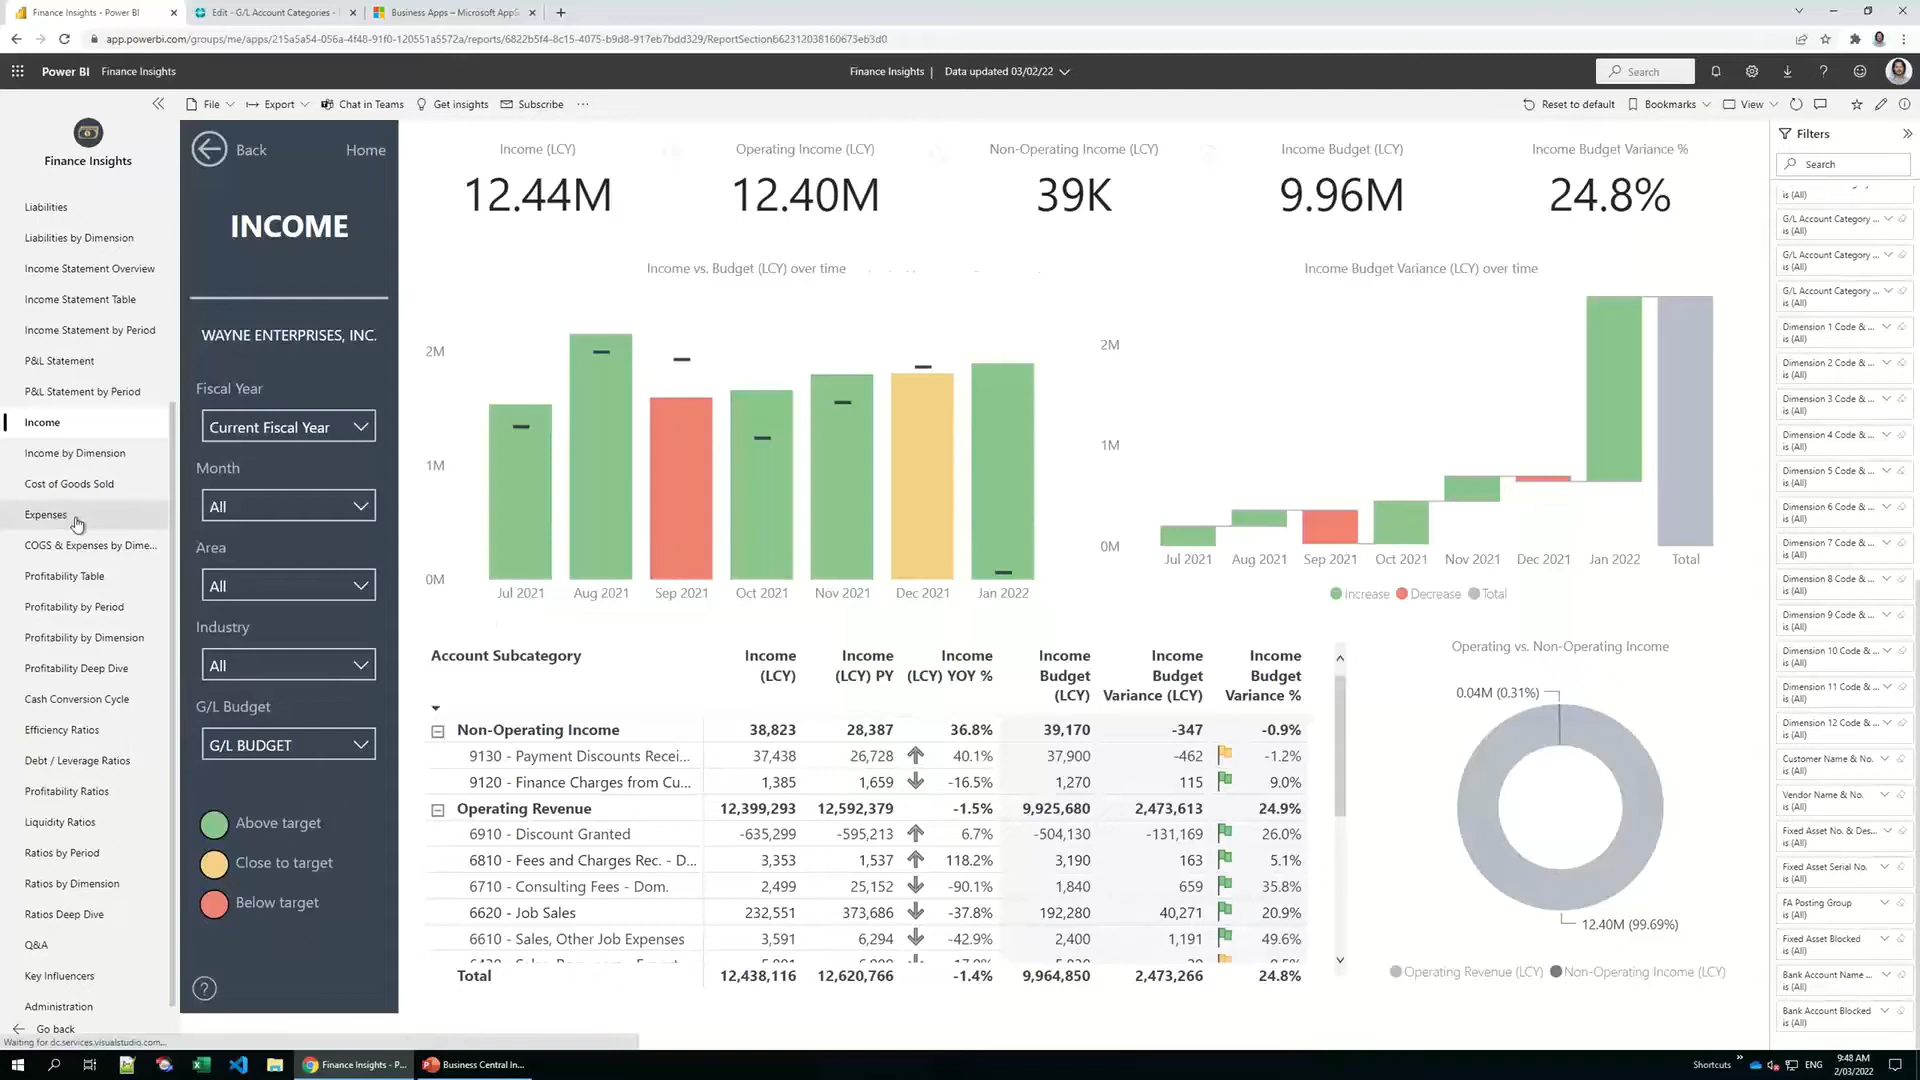 Finance Insights - Power BI
Edit - G/L Account Categories -
Business Apps – Microsoft AppS
app.powerbi.com/groups/me/apps/215a5a54-056a-4f48-91f0-120551a5572a/reports/6822b5f4-8c15-4075-b9d8-917eb7bdd329/ReportSection6b62312038160673eb3d0
Power BI Finance Insights
Finance Insights | Data updated 03/02/22
Search
File Export Chat in Teams Get insights Subscribe ...
Reset to default Bookmarks View
Finance Insights
Liabilities
Liabilities by Dimension
Income Statement Overview
Income Statement Table
Income Statement by Period
P&L Statement
P&L Statement by Period
Income
Income by Dimension
Cost of Goods Sold
Expenses
COGS & Expenses by Dime...
Profitability Table
Profitability by Period
Profitability by Dimension
Profitability Deep Dive
Cash Conversion Cycle
Efficiency Ratios
Debt / Leverage Ratios
Profitability Ratios
Liquidity Ratios
Ratios by Period
Ratios by Dimension
Ratios Deep Dive
Q&A
Key Influencers
Administration
Go back
Waiting for dc.services.visualstudio.com...
Back Home
INCOME
WAYNE ENTERPRISES, INC.
Fiscal Year
Current Fiscal Year
Month
All
Area
All
Industry
All
G/L Budget
G/L BUDGET
Above target
Close to target
Below target
?
Income (LCY)
12.44M
Operating Income (LCY)
12.40M
Non-Operating Income (LCY)
39K
Income Budget (LCY)
9.96M
Income Budget Variance %
24.8%
Income vs. Budget (LCY) over time
2M
1M
0M
Jul 2021 Aug 2021 Sep 2021 Oct 2021 Nov 2021 Dec 2021 Jan 2022
Income Budget Variance (LCY) over time
2M
1M
0M
Jul 2021 Aug 2021 Sep 2021 Oct 2021 Nov 2021 Dec 2021 Jan 2022 Total
Increase Decrease Total
Account Subcategory Income (LCY) Income (LCY) PY Income (LCY) YOY % Income Budget (LCY) Income Budget Variance (LCY) Income Budget Variance %
Non-Operating Income 38,823 28,387 36.8% 39,170 -347 -0.9%
9130 - Payment Discounts Recei... 37,438 26,728 40.1% 37,900 -462 -1.2%
9120 - Finance Charges from Cu... 1,385 1,659 -16.5% 1,270 115 9.0%
Operating Revenue 12,399,293 12,592,379 -1.5% 9,925,680 2,473,613 24.9%
6910 - Discount Granted -635,299 -595,213 6.7% -504,130 -131,169 26.0%
6810 - Fees and Charges Rec. - D... 3,353 1,537 118.2% 3,190 163 5.1%
6710 - Consulting Fees - Dom. 2,499 25,152 -90.1% 1,840 659 35.8%
6620 - Job Sales 232,551 373,686 -37.8% 192,280 40,271 20.9%
6610 - Sales, Other Job Expenses 3,591 6,294 -42.9% 2,400 1,191 49.6%
Total 12,438,116 12,620,766 -1.4% 9,964,850 2,473,266 24.8%
Operating vs. Non-Operating Income
0.04M (0.31%)
12.40M (99.69%)
Operating Revenue (LCY) Non-Operating Income (LCY)
Filters
Search
is (All)
G/L Account Category ...
is (All)
G/L Account Category ...
is (All)
G/L Account Category ...
is (All)
Dimension 1 Code & ...
is (All)
Dimension 2 Code & ...
is (All)
Dimension 3 Code & ...
is (All)
Dimension 4 Code & ...
is (All)
Dimension 5 Code & ...
is (All)
Dimension 6 Code & ...
is (All)
Dimension 7 Code & ...
is (All)
Dimension 8 Code & ...
is (All)
Dimension 9 Code & ...
is (All)
Dimension 10 Code & ...
is (All)
Dimension 11 Code & ...
is (All)
Dimension 12 Code & ...
is (All)
Customer Name & No.
is (All)
Vendor Name & No.
is (All)
Fixed Asset No. & Des...
is (All)
Fixed Asset Serial No.
is (All)
FA Posting Group
is (All)
Fixed Asset Blocked
is (All)
Bank Account Name ...
is (All)
Bank Account Blocked
is (All)
Finance Insights - P...
Business Central In...
Shortcuts
ENG
9:48 AM
2/03/2022